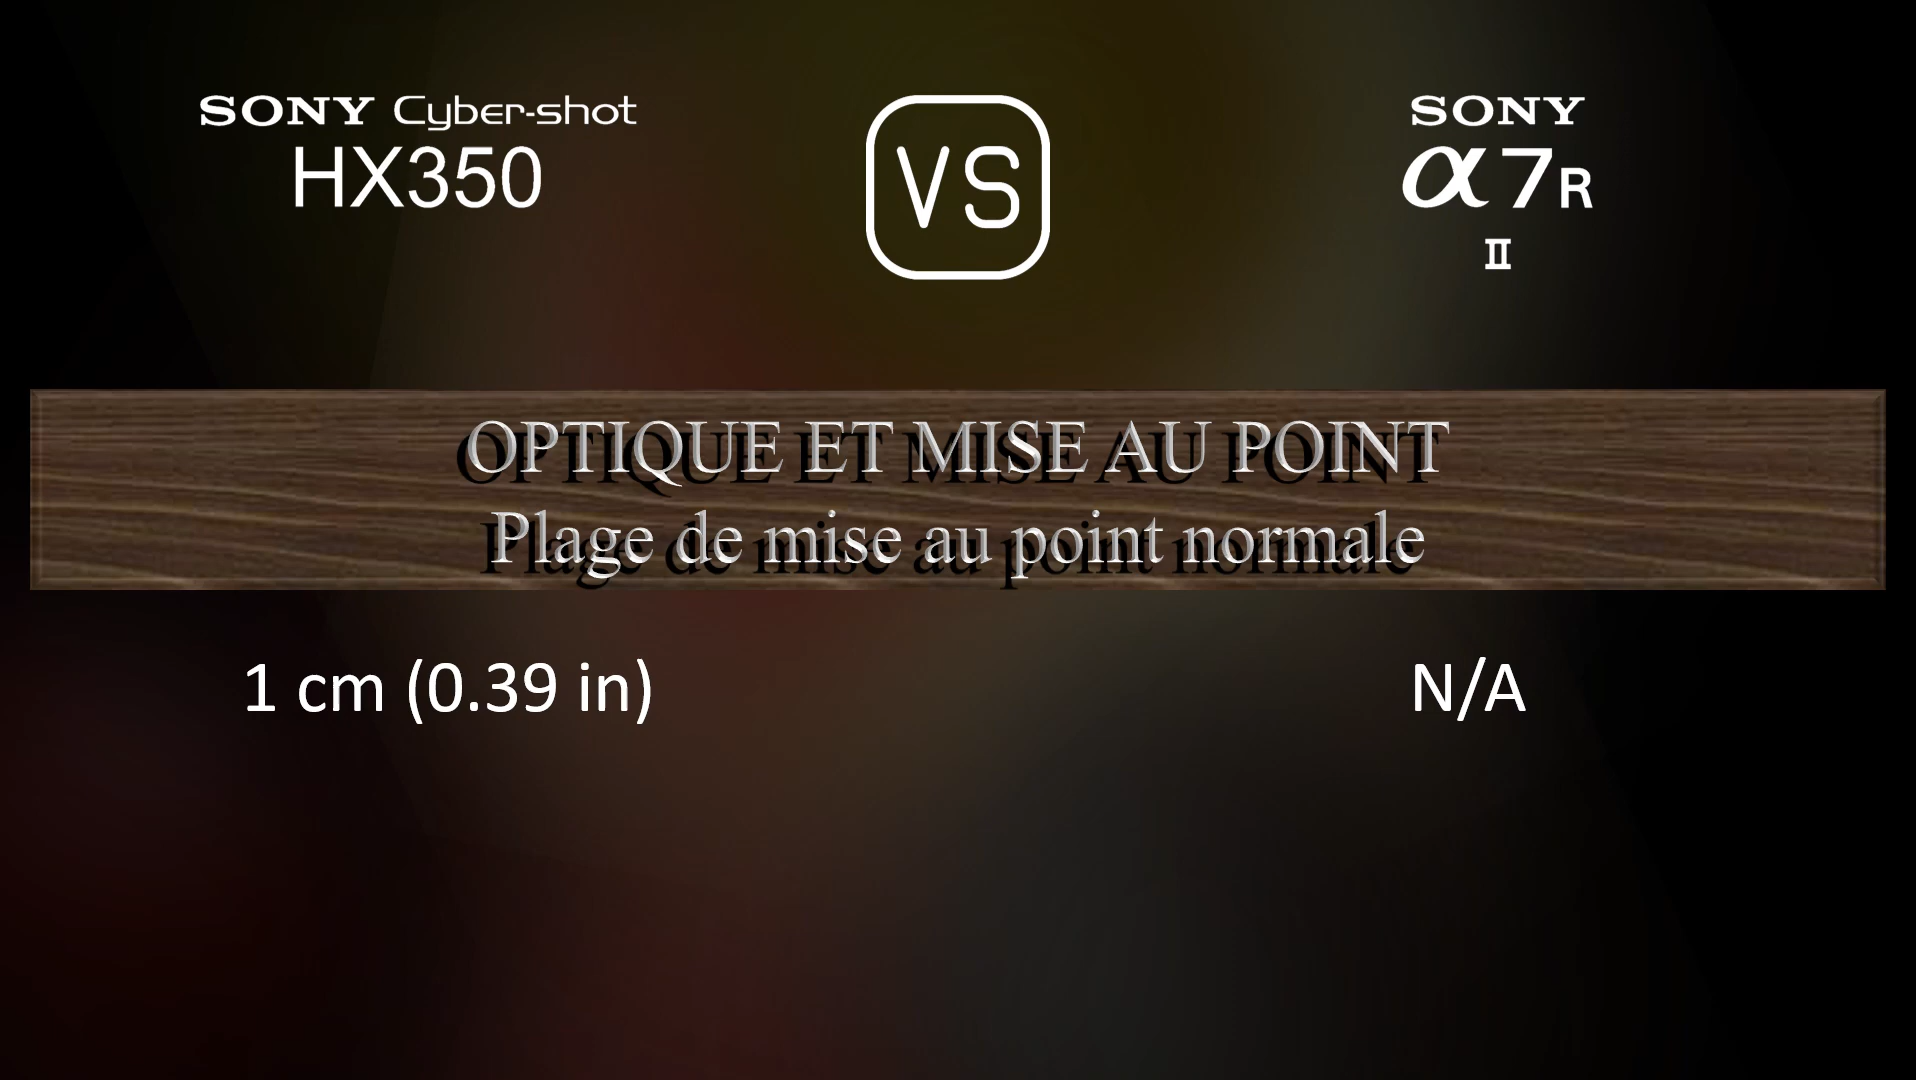 SONY Cyber-shot
HX350
VS
SONY
α7R
II
OPTIQUE ET MISE AU POINT
Plage de mise au point normale
1 cm (0.39 in)
N/A